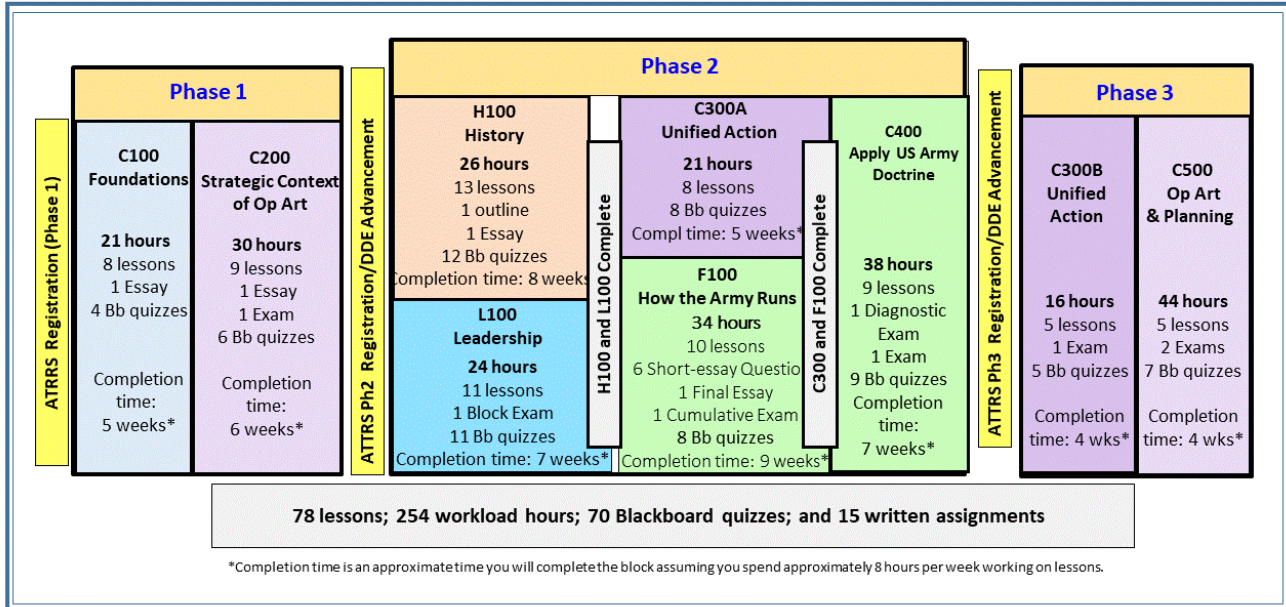 ATRRS Registration (Phase 1)
Phase 1
C100
Foundations
21 hours
8 lessons
1 Essay
4 Bb quizzes
Completion
time:
5 weeks*
C200
Strategic Context
of Op Art
30 hours
9 lessons
1 Essay
1 Exam
6 Bb quizzes
Completion
time:
6 weeks*
ATTRS Ph2 Registration/DDE Advancement
Phase 2
H100
History
26 hours
13 lessons
1 outline
1 Essay
12 Bb quizzes
Completion time: 8 weeks
L100
Leadership
24 hours
11 lessons
1 Block Exam
11 Bb quizzes
Completion time: 7 weeks*
H100 and L100 Complete
C300A
Unified Action
21 hours
8 lessons
8 Bb quizzes
Compl time: 5 weeks*
F100
How the Army Runs
34 hours
10 lessons
6 Short-essay Questio
1 Final Essay
1 Cumulative Exam
8 Bb quizzes
Completion time: 9 weeks*
C300 and F100 Complete
C400
Apply US Army
Doctrine
38 hours
9 lessons
1 Diagnostic
Exam
1 Exam
9 Bb quizzes
Completion
time:
7 weeks*
ATTRS Ph3 Registration/DDE Advancement
Phase 3
C300B
Unified
Action
16 hours
5 lessons
1 Exam
5 Bb quizzes
Completion
time: 4 wks*
C500
Op Art
& Planning
44 hours
5 lessons
2 Exams
7 Bb quizzes
Completion
time: 4 wks*
78 lessons; 254 workload hours; 70 Blackboard quizzes; and 15 written assignments
*Completion time is an approximate time you will complete the block assuming you spend approximately 8 hours per week working on lessons.